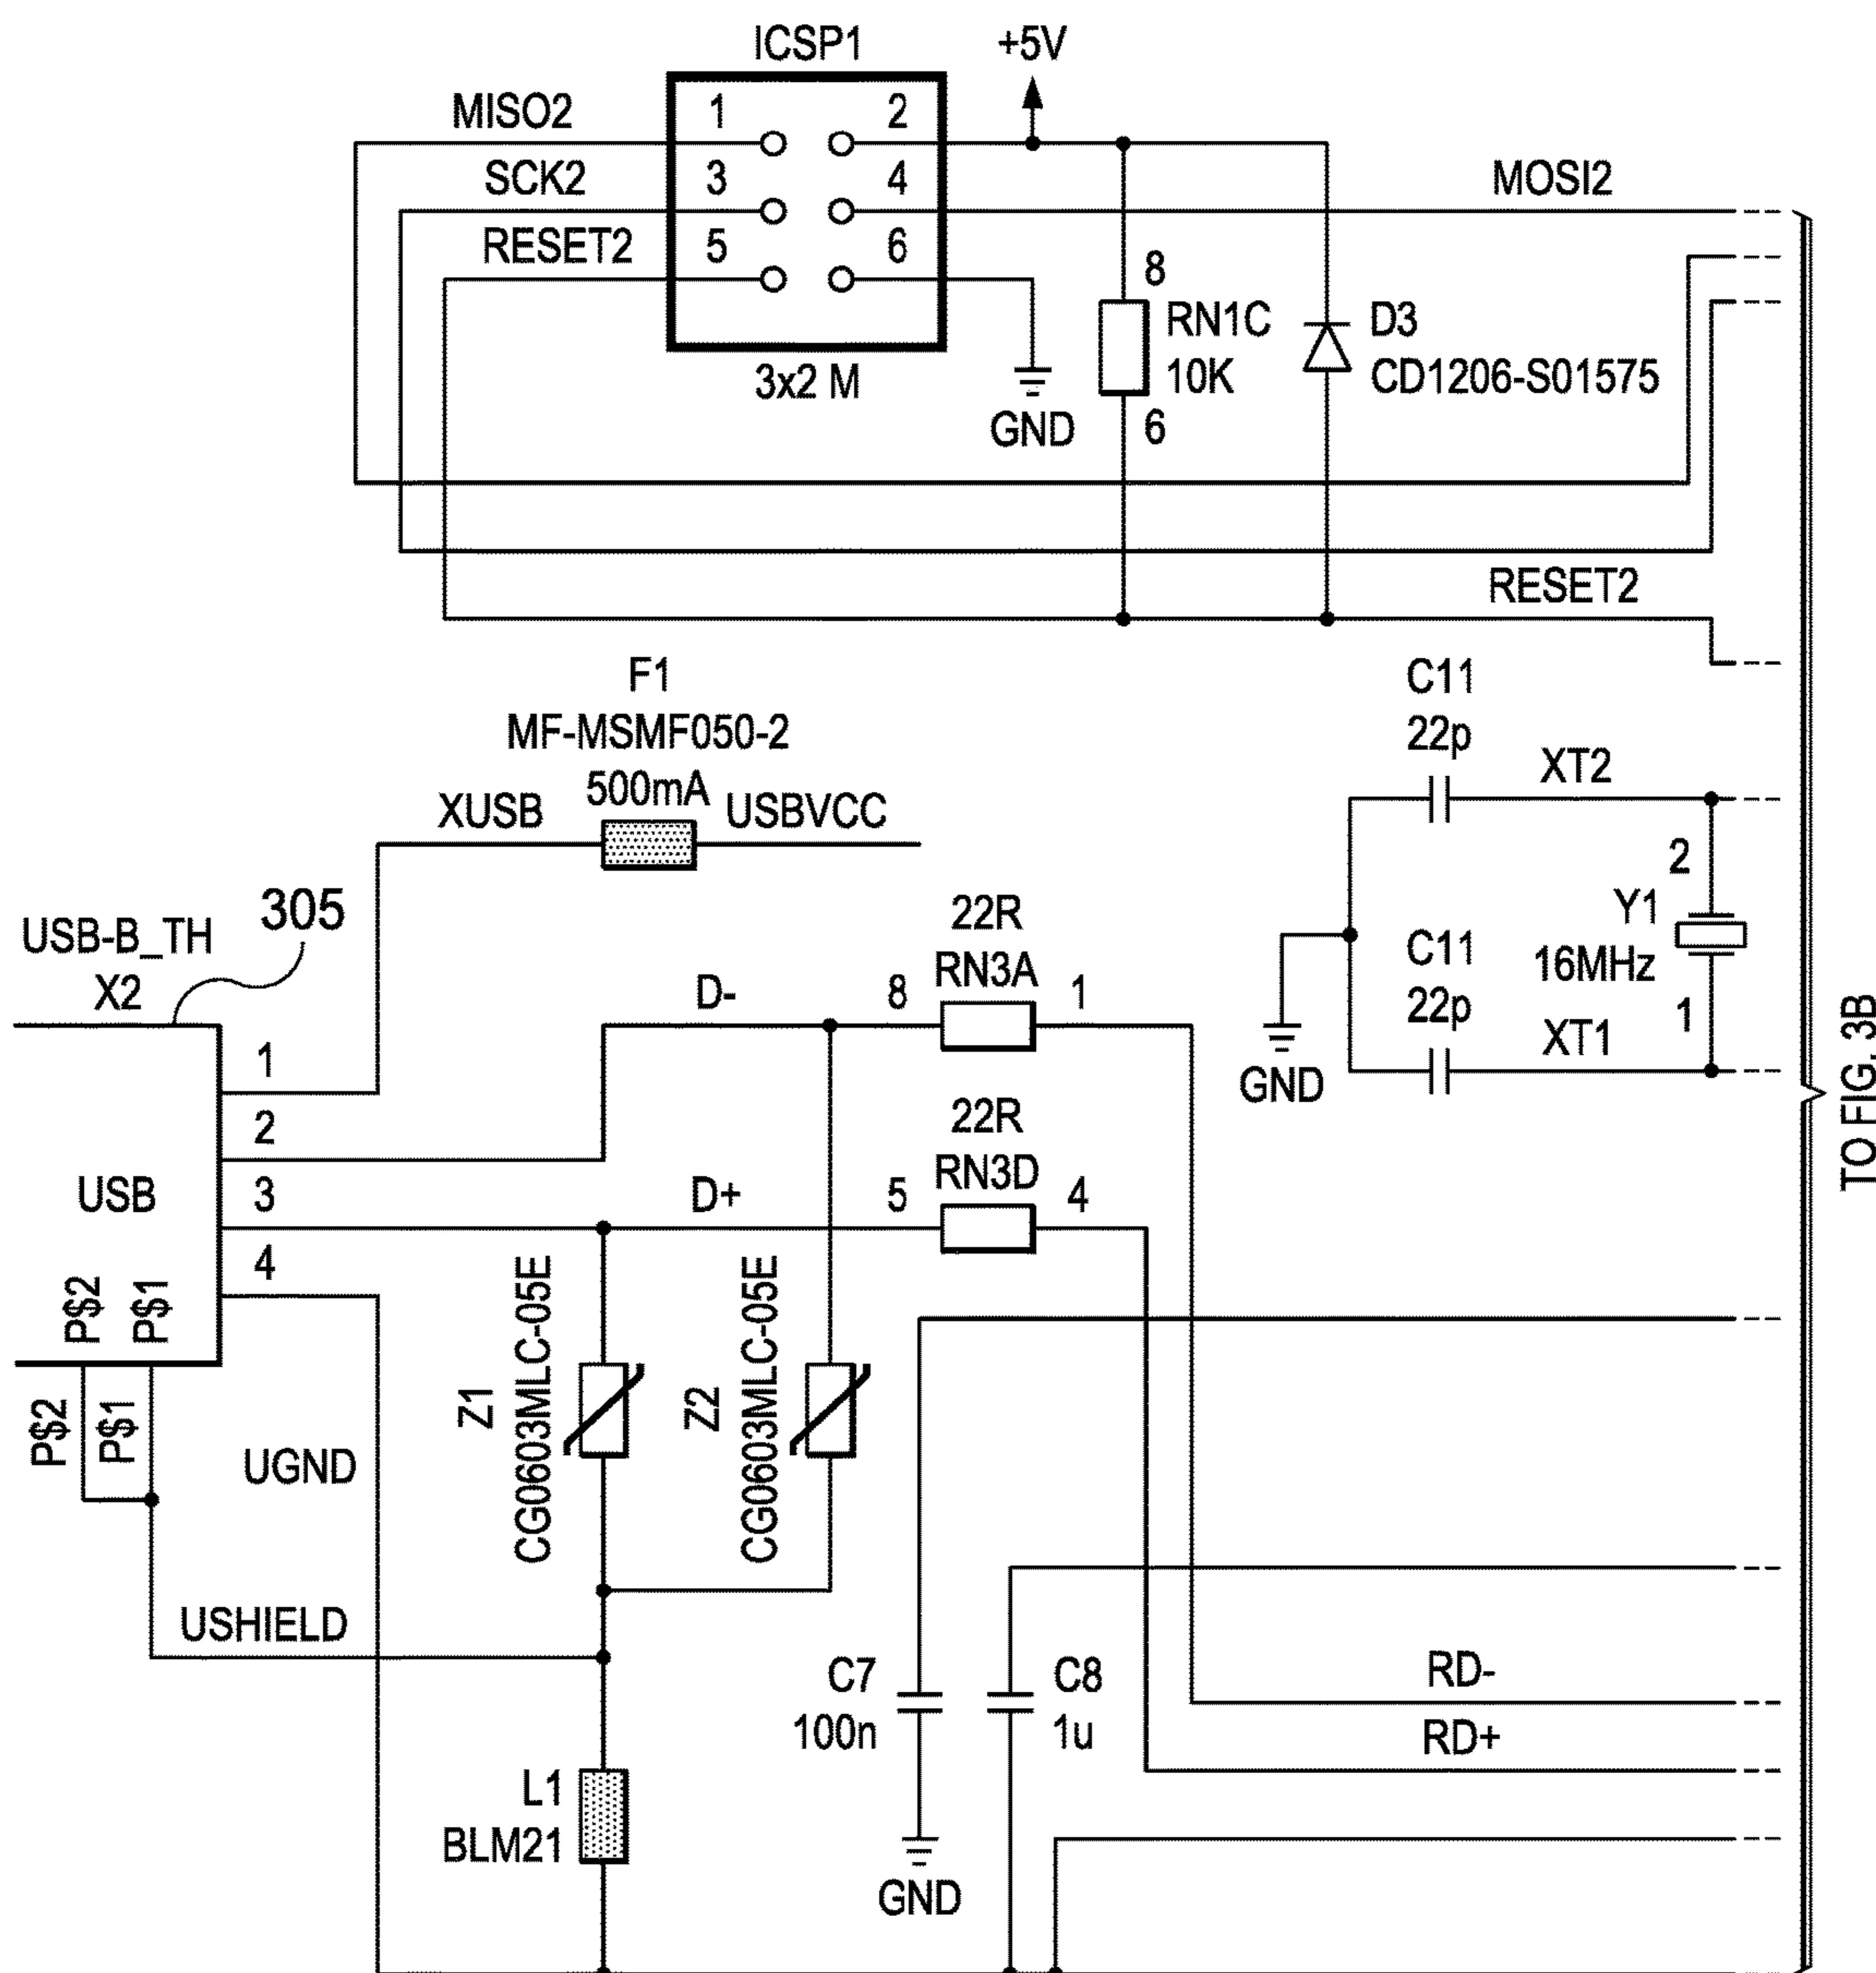 ICSP1
+5V
MISO2
1
2
SCK2
3
4
MOSI2
RESET2
5
6
3x2 M
GND
8
RN1C
10K
6
D3
CD1206-S01575
RESET2
F1
MF-MSMF050-2
500mA
XUSB
USBVCC
C11
22p
XT2
2
Y1
16MHz
C11
22p
1
XT1
GND
USB-B_TH
305
X2
22R
RN3A
D-
8
1
1
2
22R
RN3D
USB
3
D+
5
4
4
P$2
P$1
P$2
P$1
UGND
Z1
CG0603MLC-05E
Z2
CG0603MLC-05E
USHIELD
C7
100n
C8
1u
RD-
RD+
L1
BLM21
GND
TO FIG. 3B